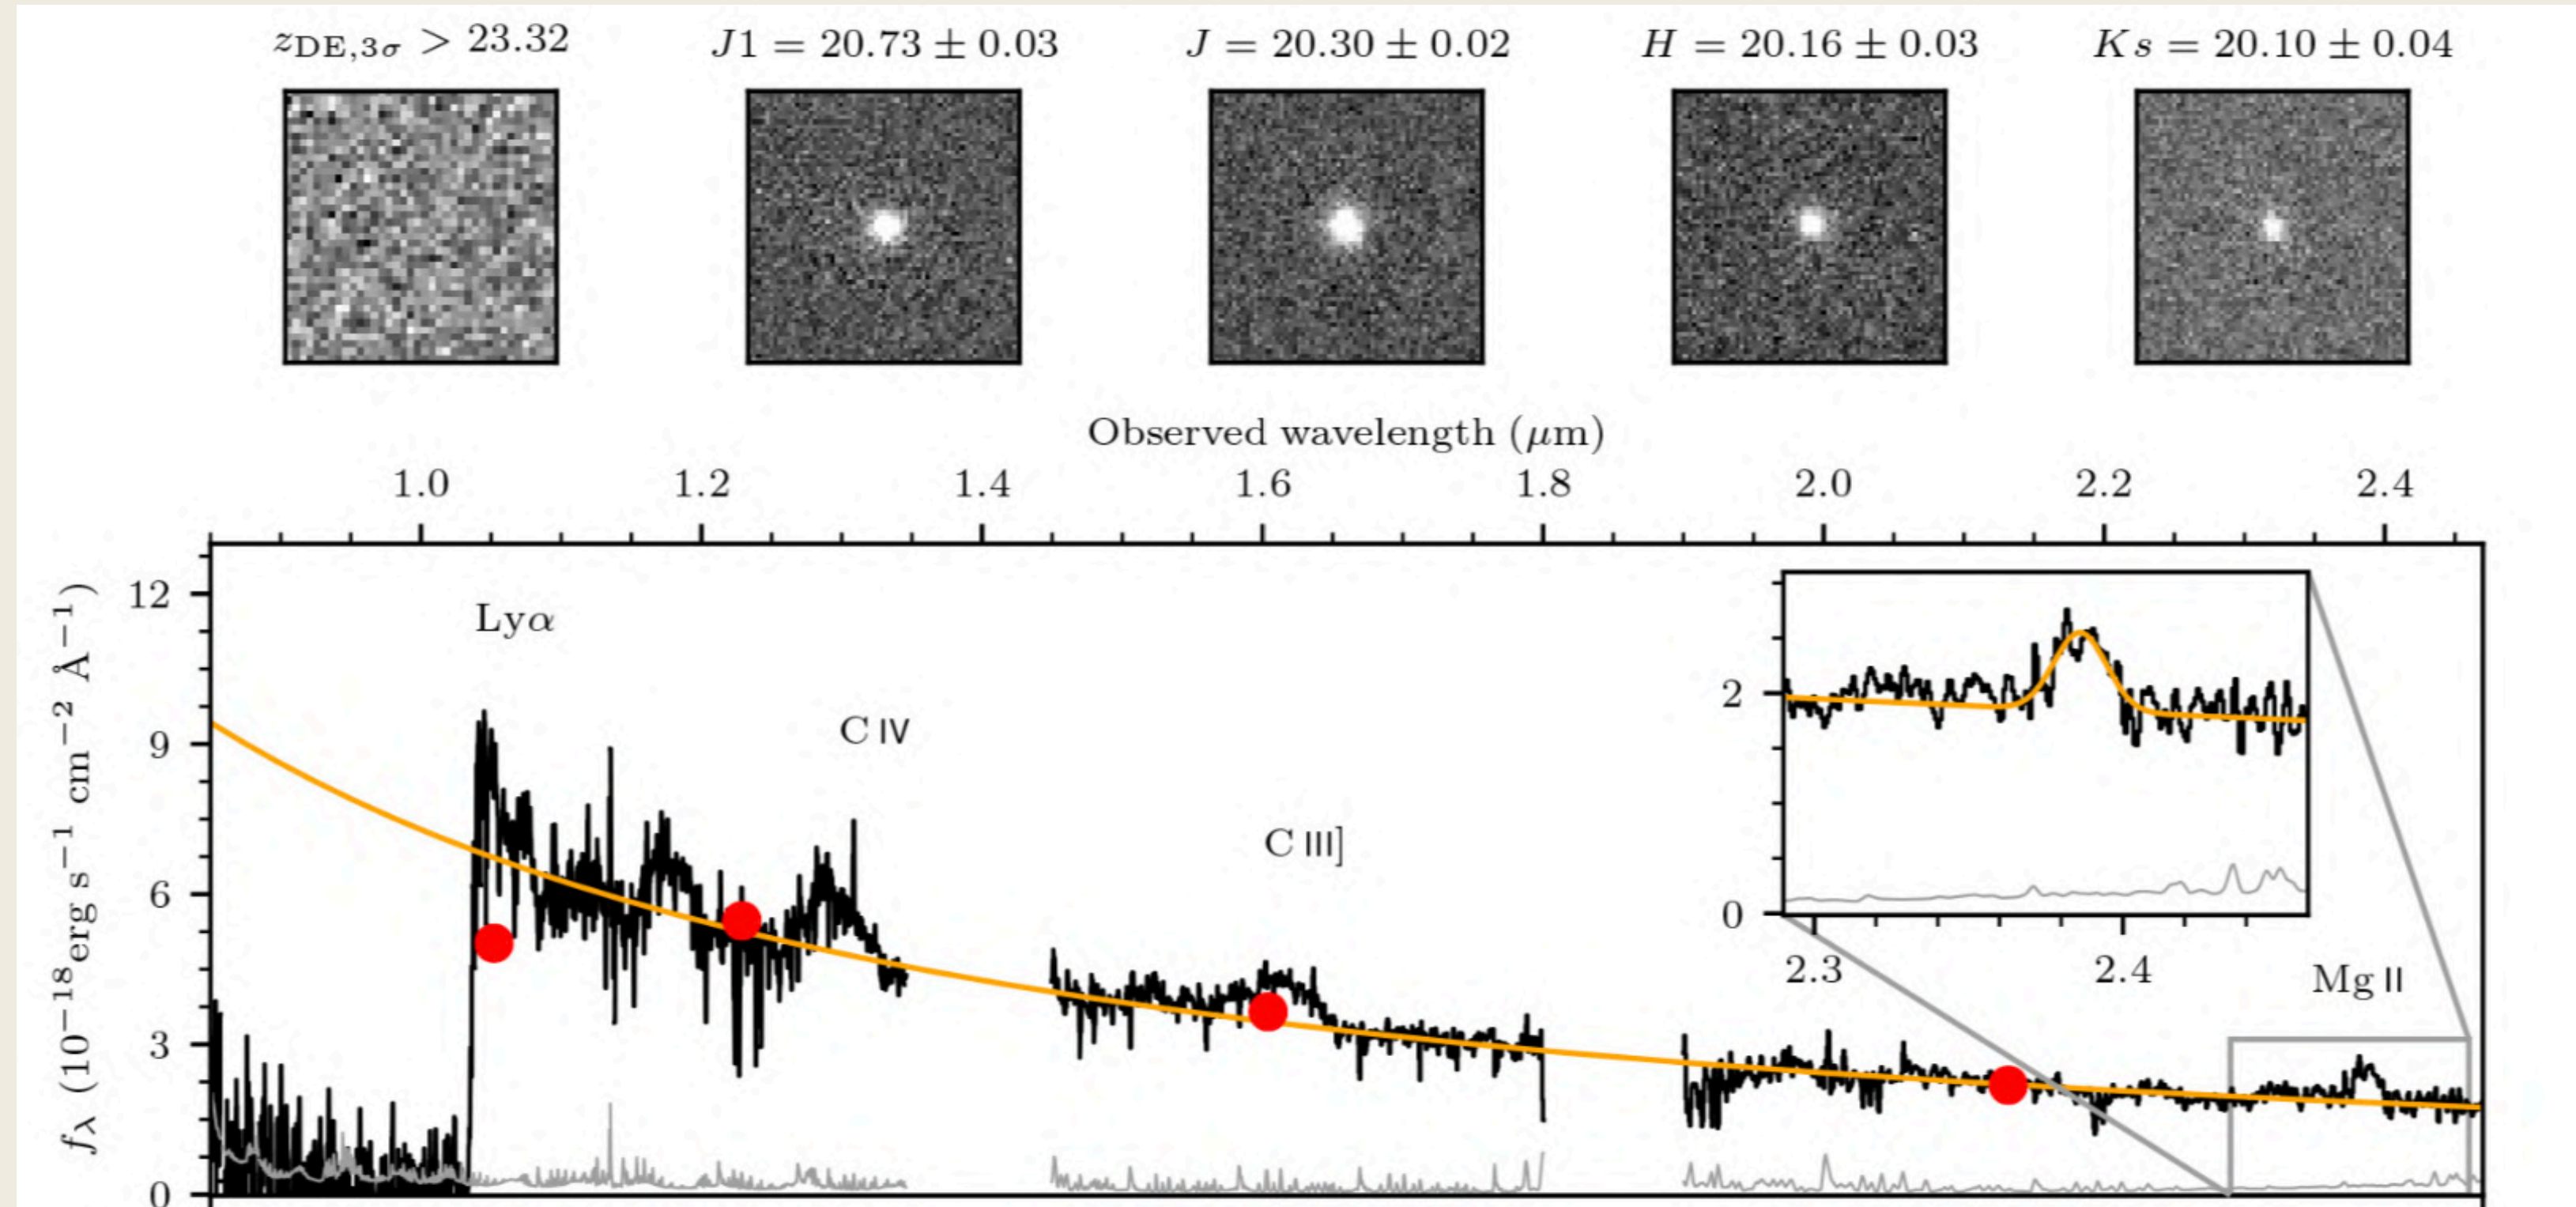 z_DE,3σ > 23.32
J1 = 20.73 ± 0.03
J = 20.30 ± 0.02
H = 20.16 ± 0.03
Ks = 20.10 ± 0.04
Observed wavelength (μm)
1.0 1.2 1.4 1.6 1.8 2.0 2.2 2.4
f_λ (10⁻¹⁸ erg s⁻¹ cm⁻² Å⁻¹)
12
9
6
3
0
Lyα
C IV
C III]
2
0
2.3 2.4
Mg II